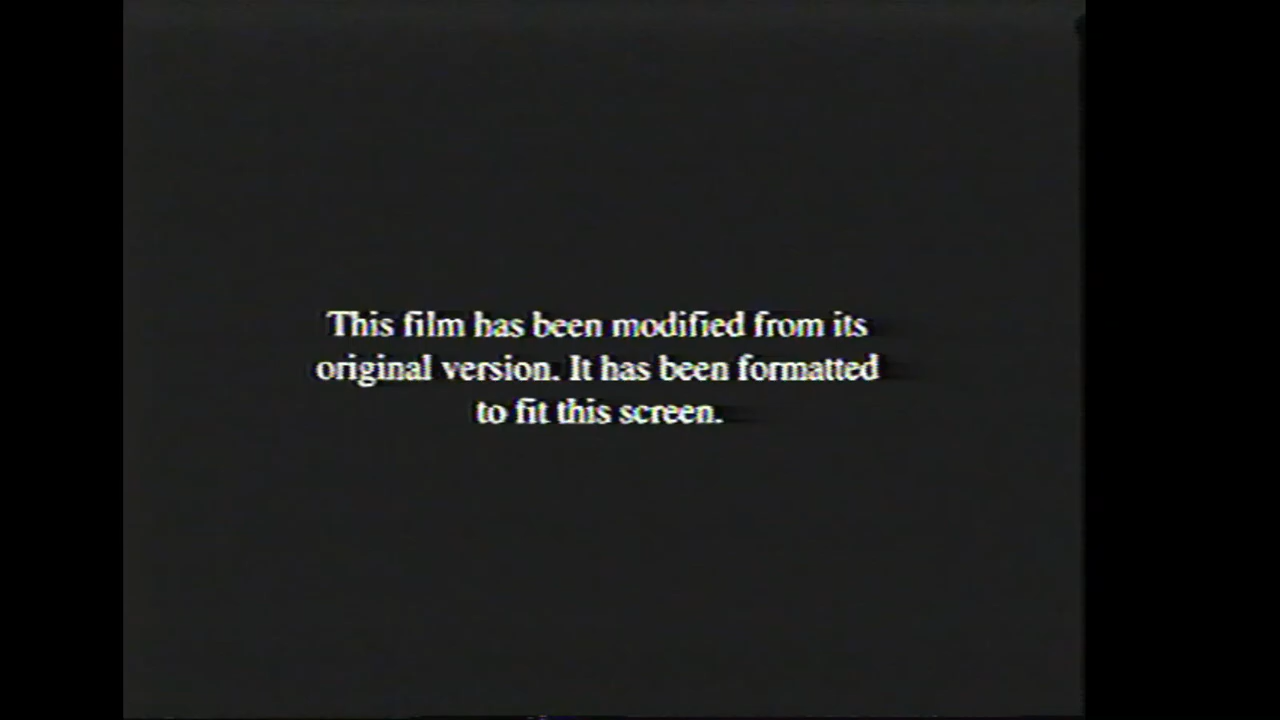 This film has been modified from its
original version. It has been formatted
to fit this screen.